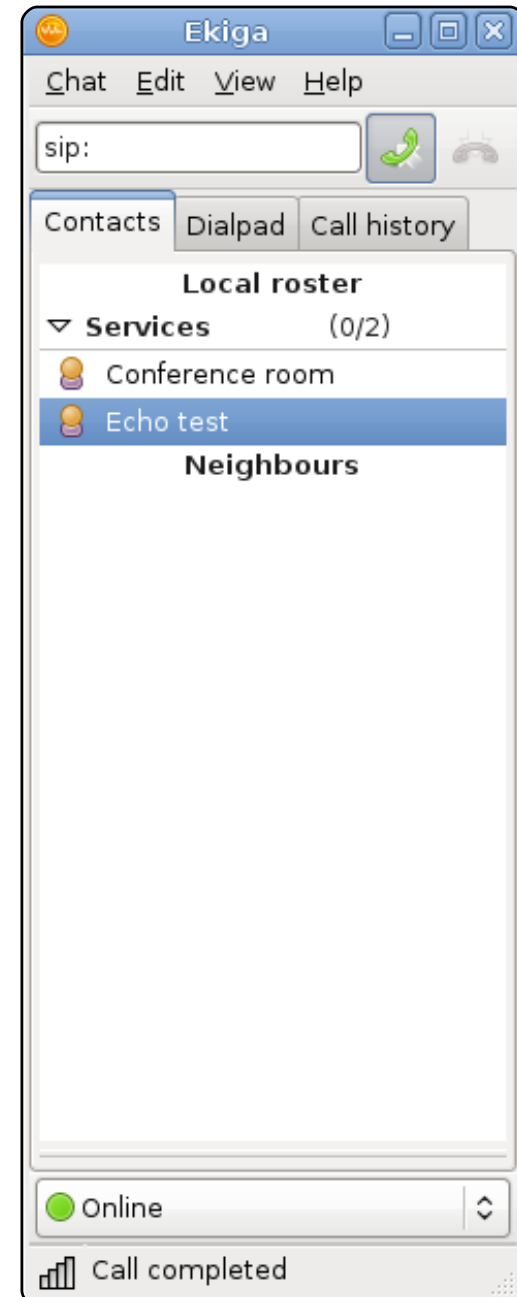 Ekiga
Chat Edit View Help
sip:
Contacts Dialpad Call history
Local roster
Services (0/2)
Conference room
Echo test
Neighbours
Online
Call completed